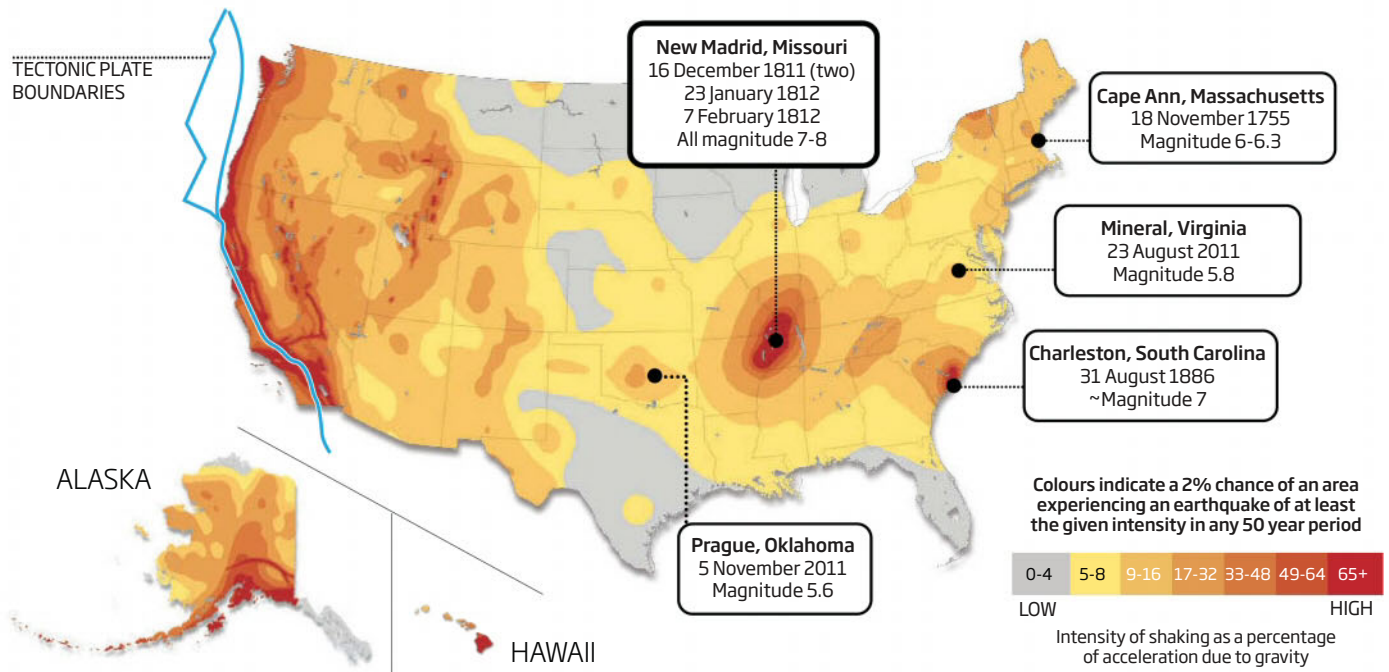 TECTONIC PLATE
BOUNDARIES
New Madrid, Missouri
16 December 1811 (two)
23 January 1812
7 February 1812
All magnitude 7-8
Cape Ann, Massachusetts
18 November 1755
Magnitude 6-6.3
Mineral, Virginia
23 August 2011
Magnitude 5.8
Charleston, South Carolina
31 August 1886
~Magnitude 7
ALASKA
Prague, Oklahoma
5 November 2011
Magnitude 5.6
HAWAII
Colours indicate a 2% chance of an area
experiencing an earthquake of at least
the given intensity in any 50 year period
0-4 5-8 9-16 17-32 33-48 49-64 65+
LOW HIGH
Intensity of shaking as a percentage
of acceleration due to gravity